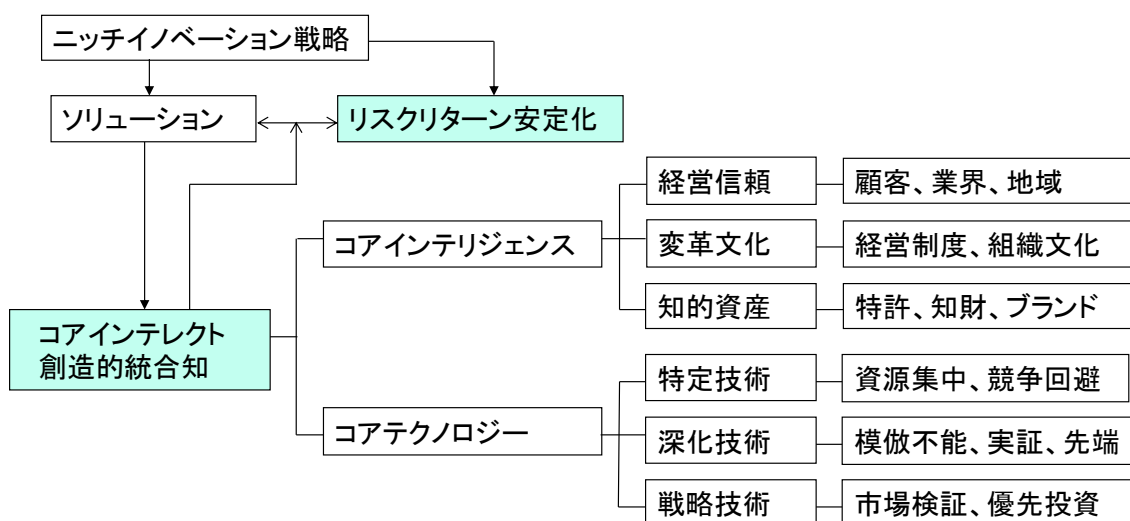 ニッチイノベーション戦略
ソリューション
リスクリターン安定化
経営信頼
顧客、業界、地域
コアインテリジェンス
変革文化
経営制度、組織文化
知的資産
特許、知財、ブランド
コアインテレクト
創造的統合知
特定技術
資源集中、競争回避
コアテクノロジー
深化技術
模倣不能、実証、先端
戦略技術
市場検証、優先投資